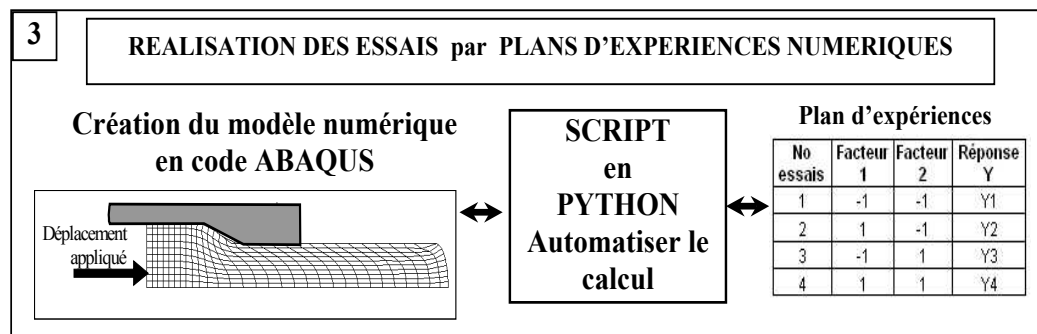 3
REALISATION DES ESSAIS par PLANS D'EXPERIENCES NUMERIQUES
Création du modèle numérique
en code ABAQUS
Déplacement
appliqué
SCRIPT
en
PYTHON
Automatiser le
calcul
Plan d'expériences
No essais Facteur 1 Facteur 2 Réponse Y
1 -1 -1 Y1
2 1 -1 Y2
3 -1 1 Y3
4 1 1 Y4